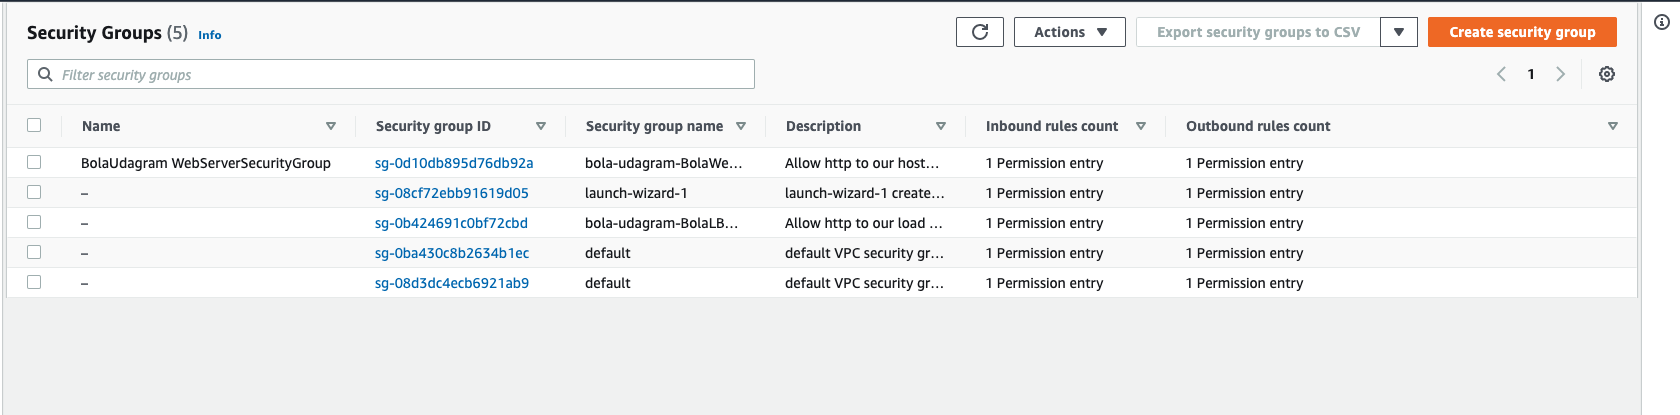 Security Groups (5) Info
Actions
Export security groups to CSV
Create security group
Filter security groups
1
Name Security group ID Security group name Description Inbound rules count Outbound rules count
BolaUdagram WebServerSecurityGroup sg-0d10db895d76db92a bola-udagram-BolaWe... Allow http to our host... 1 Permission entry 1 Permission entry
– sg-08cf72ebb91619d05 launch-wizard-1 launch-wizard-1 create... 1 Permission entry 1 Permission entry
– sg-0b424691c0bf72cbd bola-udagram-BolaLB... Allow http to our load ... 1 Permission entry 1 Permission entry
– sg-0ba430c8b2634b1ec default default VPC security gr... 1 Permission entry 1 Permission entry
– sg-08d3dc4ecb6921ab9 default default VPC security gr... 1 Permission entry 1 Permission entry